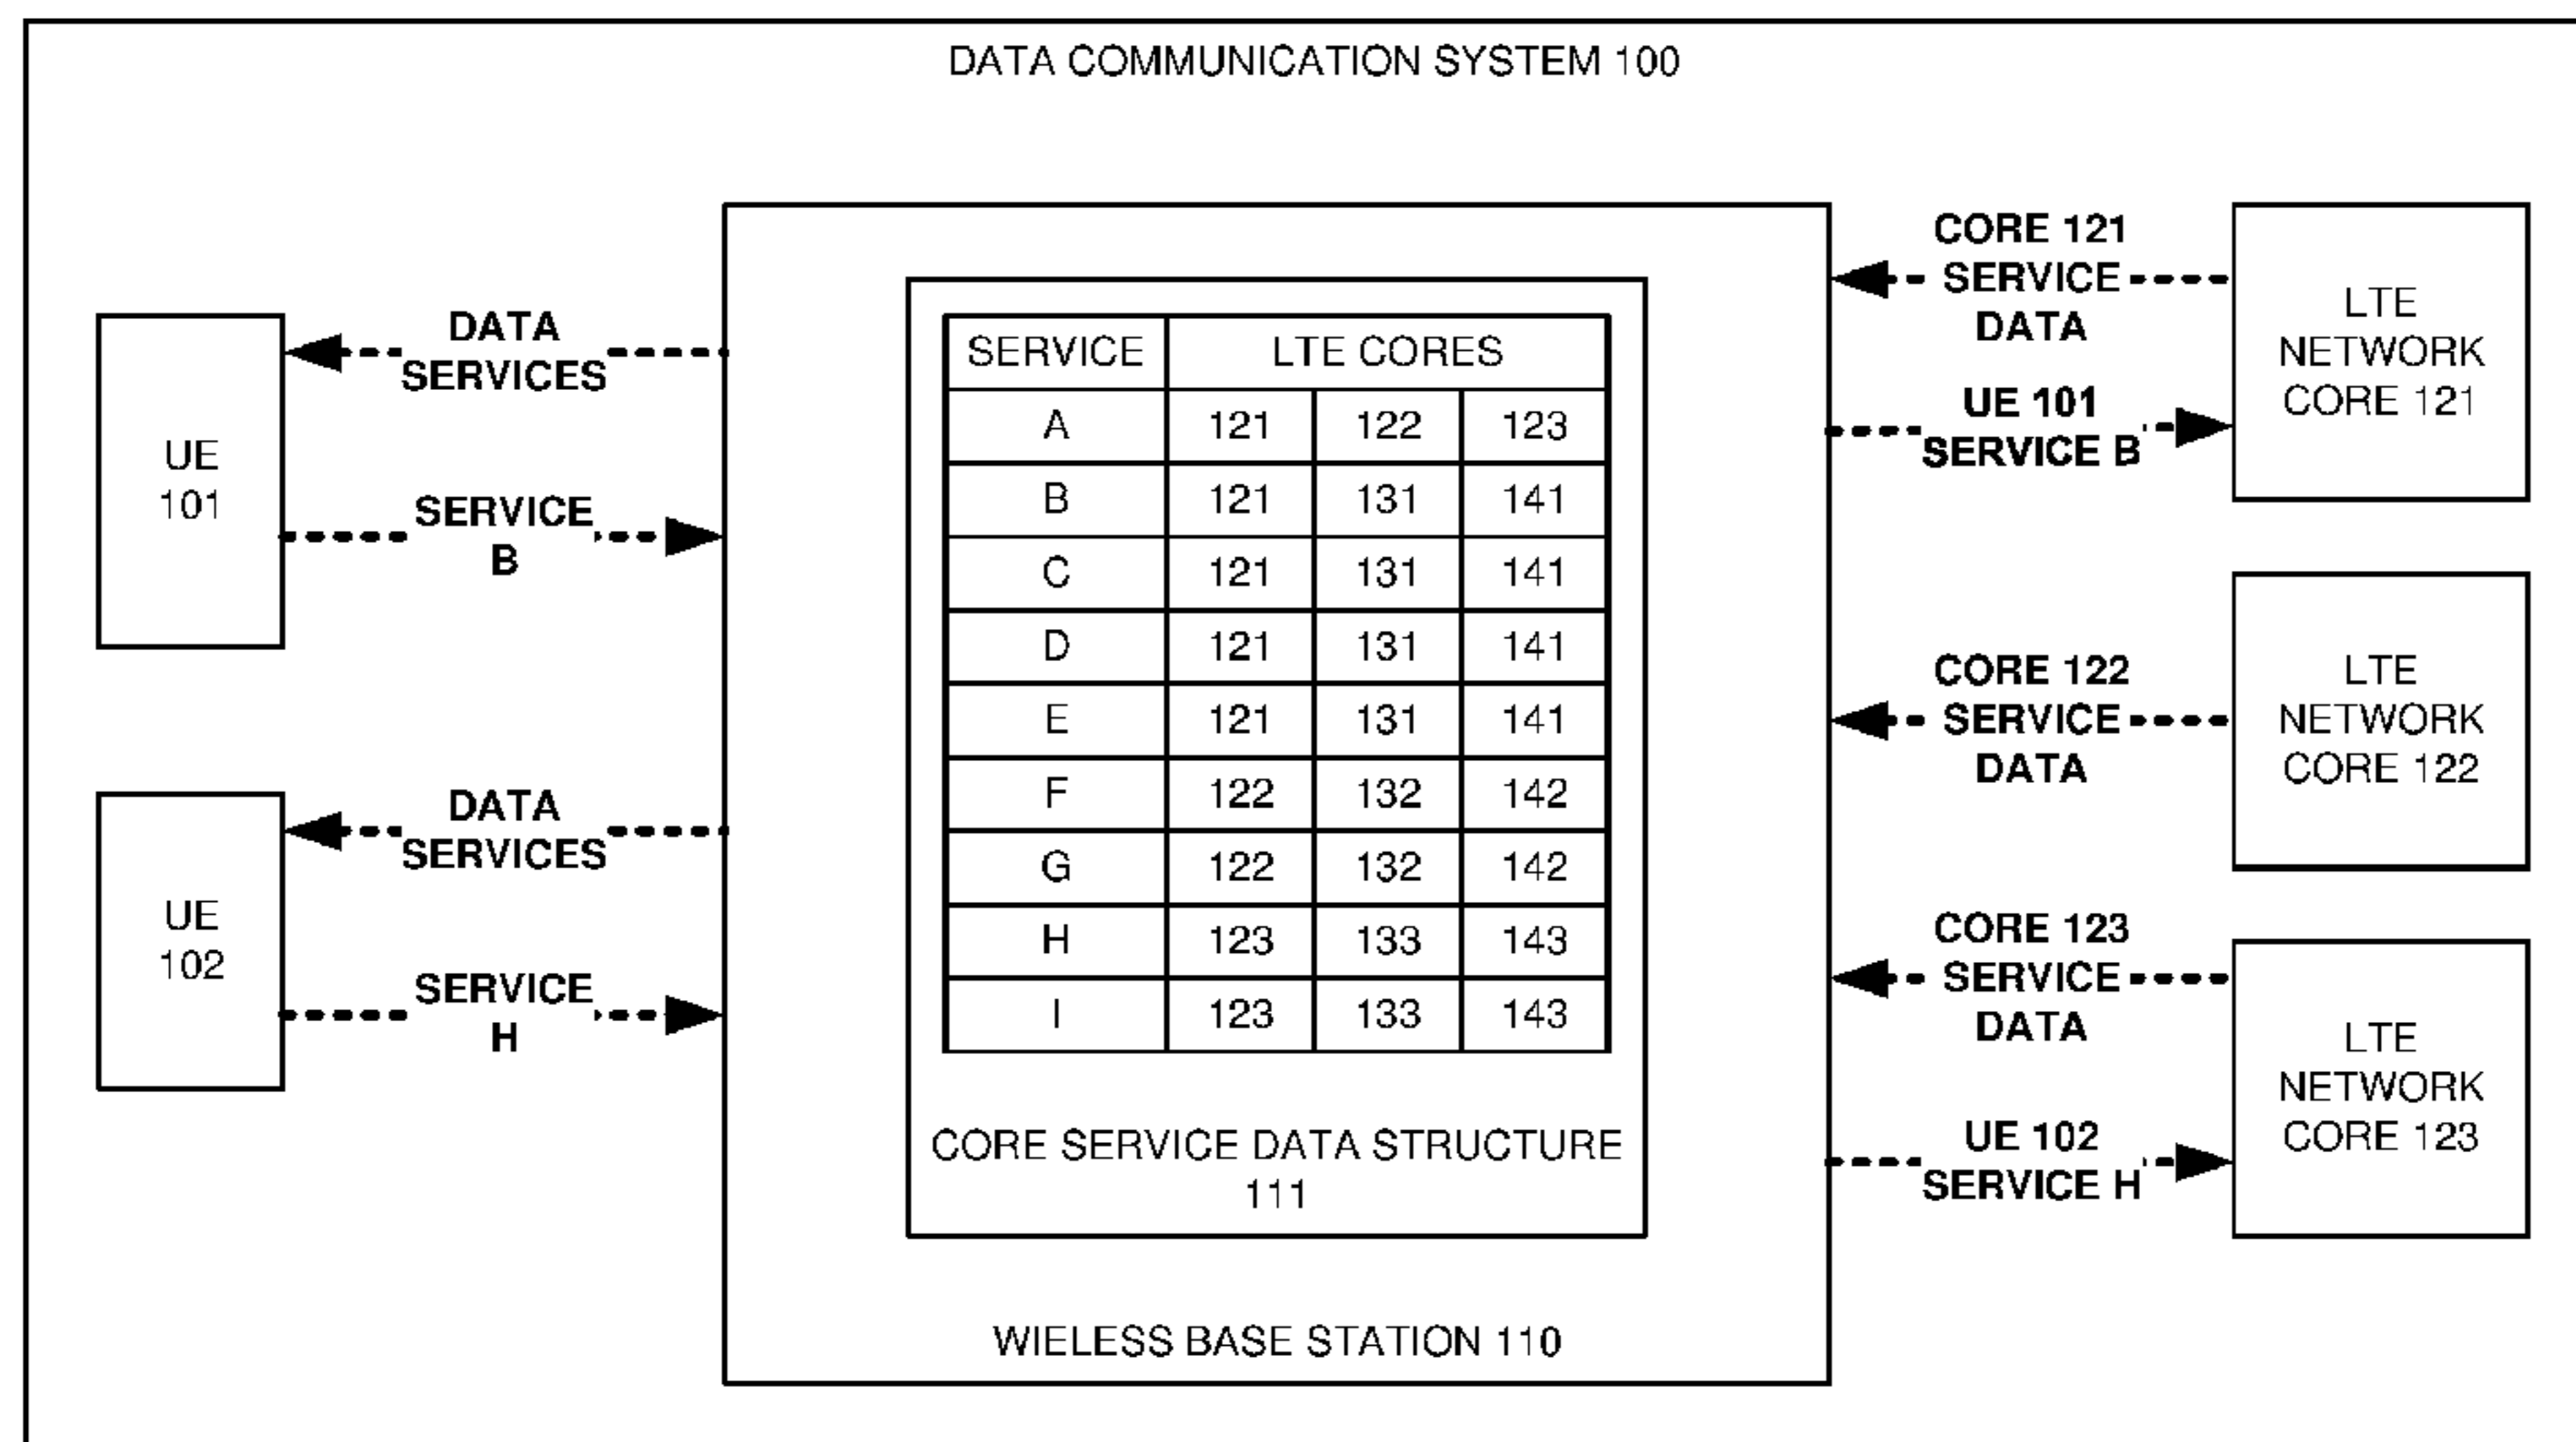 DATA COMMUNICATION SYSTEM 100
UE
101
DATA
SERVICES
SERVICE
B
UE
102
DATA
SERVICES
SERVICE
H
SERVICE LTE CORES
A 121 122 123
B 121 131 141
C 121 131 141
D 121 131 141
E 121 131 141
F 122 132 142
G 122 132 142
H 123 133 143
I 123 133 143
CORE SERVICE DATA STRUCTURE
111
WIELESS BASE STATION 110
CORE 121
SERVICE
DATA
UE 101
SERVICE B
LTE
NETWORK
CORE 121
CORE 122
SERVICE
DATA
LTE
NETWORK
CORE 122
CORE 123
SERVICE
DATA
UE 102
SERVICE H
LTE
NETWORK
CORE 123